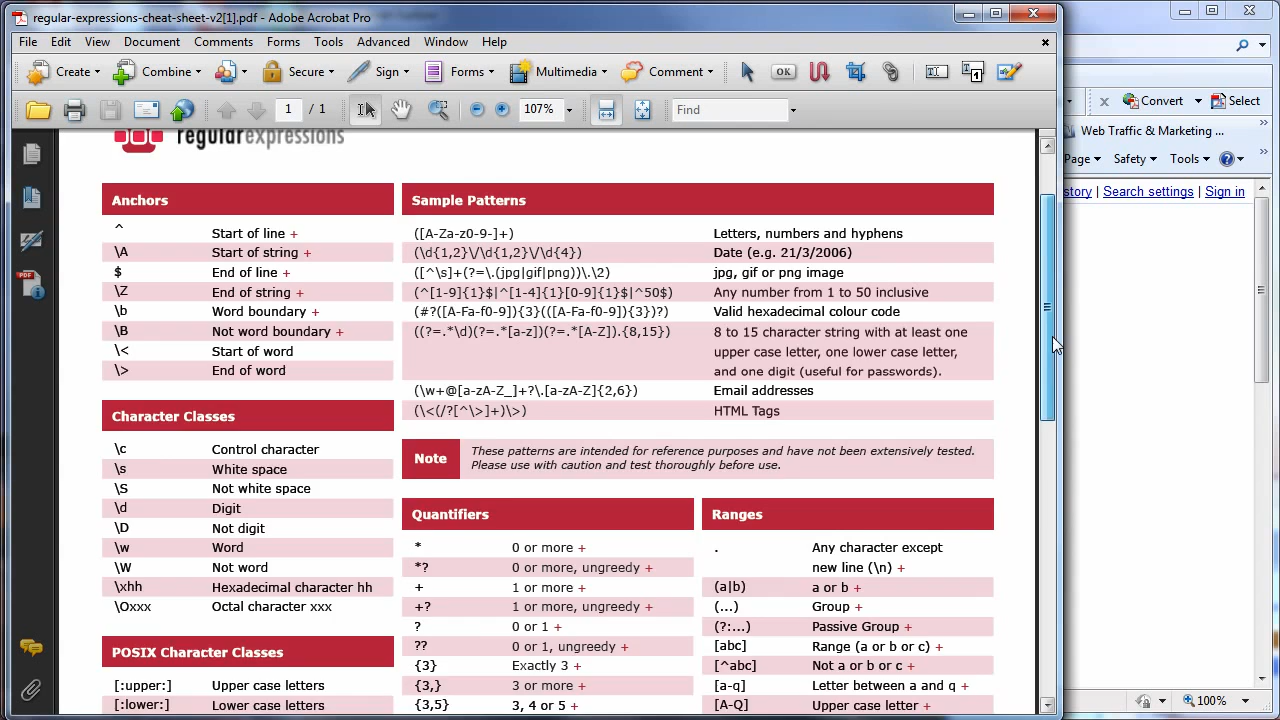 regular-expressions-cheat-sheet-v2[1].pdf - Adobe Acrobat Pro
File Edit View Document Comments Forms Tools Advanced Window Help
Create Combine Secure Sign Forms Multimedia Comment OK
1 / 1 107% Find
Convert Select
Web Traffic & Marketing ...
Page Safety Tools
story | Search settings | Sign in
regularexpressions
Anchors
^ Start of line +
\A Start of string +
$ End of line +
\Z End of string +
\b Word boundary +
\B Not word boundary +
\< Start of word
\> End of word
Character Classes
\c Control character
\s White space
\S Not white space
\d Digit
\D Not digit
\w Word
\W Not word
\xhh Hexadecimal character hh
\Oxxx Octal character xxx
POSIX Character Classes
[:upper:] Upper case letters
[:lower:] Lower case letters
Sample Patterns
([A-Za-z0-9-]+) Letters, numbers and hyphens
(\d{1,2}\/\d{1,2}\/\d{4}) Date (e.g. 21/3/2006)
([^\s]+(?=\.(jpg|gif|png))\.\2) jpg, gif or png image
(^[1-9]{1}$|^[1-4]{1}[0-9]{1}$|^50$) Any number from 1 to 50 inclusive
(#?([A-Fa-f0-9]){3}(([A-Fa-f0-9]){3})?) Valid hexadecimal colour code
((?=.*\d)(?=.*[a-z])(?=.*[A-Z]).{8,15}) 8 to 15 character string with at least one
upper case letter, one lower case letter,
and one digit (useful for passwords).
(\w+@[a-zA-Z_]+?\.[a-zA-Z]{2,6}) Email addresses
(\<(/?[^\>]+)\>) HTML Tags
Note
These patterns are intended for reference purposes and have not been extensively tested.
Please use with caution and test thoroughly before use.
Quantifiers
* 0 or more +
*? 0 or more, ungreedy +
+ 1 or more +
+? 1 or more, ungreedy +
? 0 or 1 +
?? 0 or 1, ungreedy +
{3} Exactly 3 +
{3,} 3 or more +
{3,5} 3, 4 or 5 +
Ranges
. Any character except
new line (\n) +
(a|b) a or b +
(...) Group +
(?:...) Passive Group +
[abc] Range (a or b or c) +
[^abc] Not a or b or c +
[a-q] Letter between a and q +
[A-Q] Upper case letter +
100%